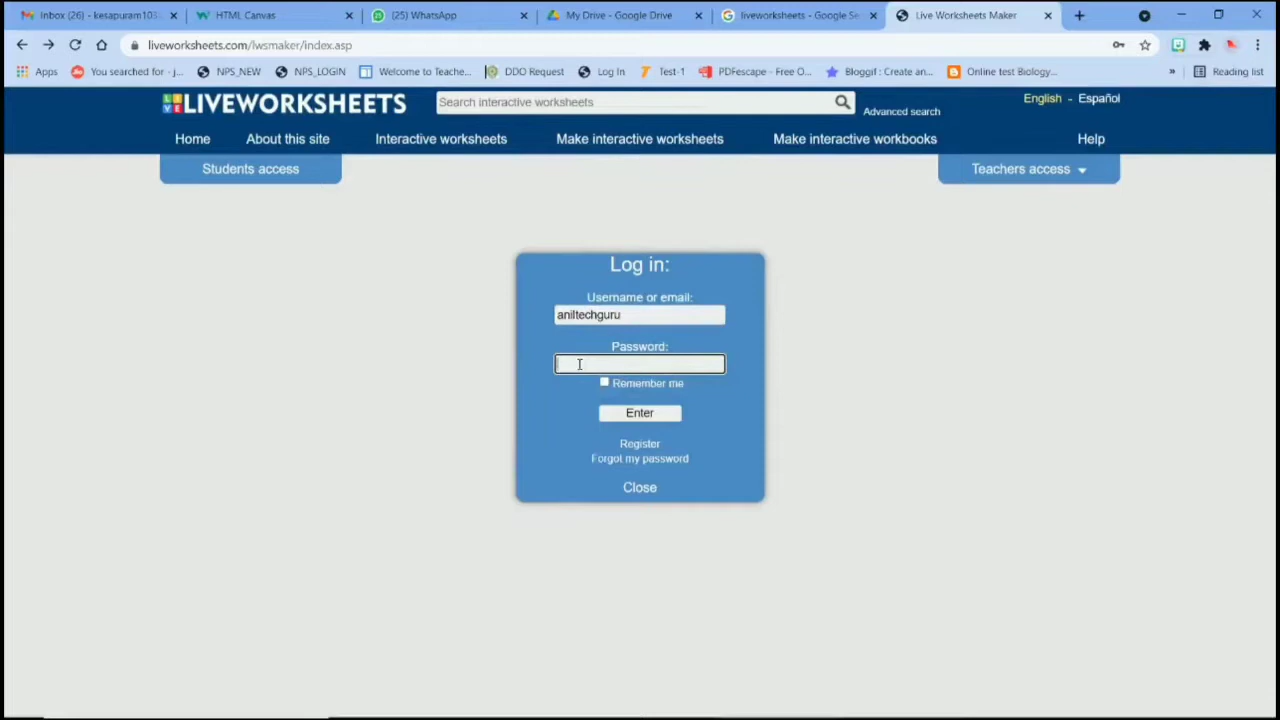 Inbox (26) - kesapuram103
HTML Canvas
(25) WhatsApp
My Drive - Google Drive
liveworksheets - Google Se
Live Worksheets Maker
liveworksheets.com/lwsmaker/index.asp
Apps
You searched for - j...
NPS_NEW
NPS_LOGIN
Welcome to Teache...
DDO Request
Log In
Test-1
PDFescape - Free O...
Bloggif : Create an...
Online test Biology...
»
Reading list
LIVE LIVEWORKSHEETS
Search interactive worksheets
Advanced search
English - Español
Home
About this site
Interactive worksheets
Make interactive worksheets
Make interactive workbooks
Help
Students access
Teachers access
Log in:
Username or email:
aniltechguru
Password:
Remember me
Enter
Register
Forgot my password
Close